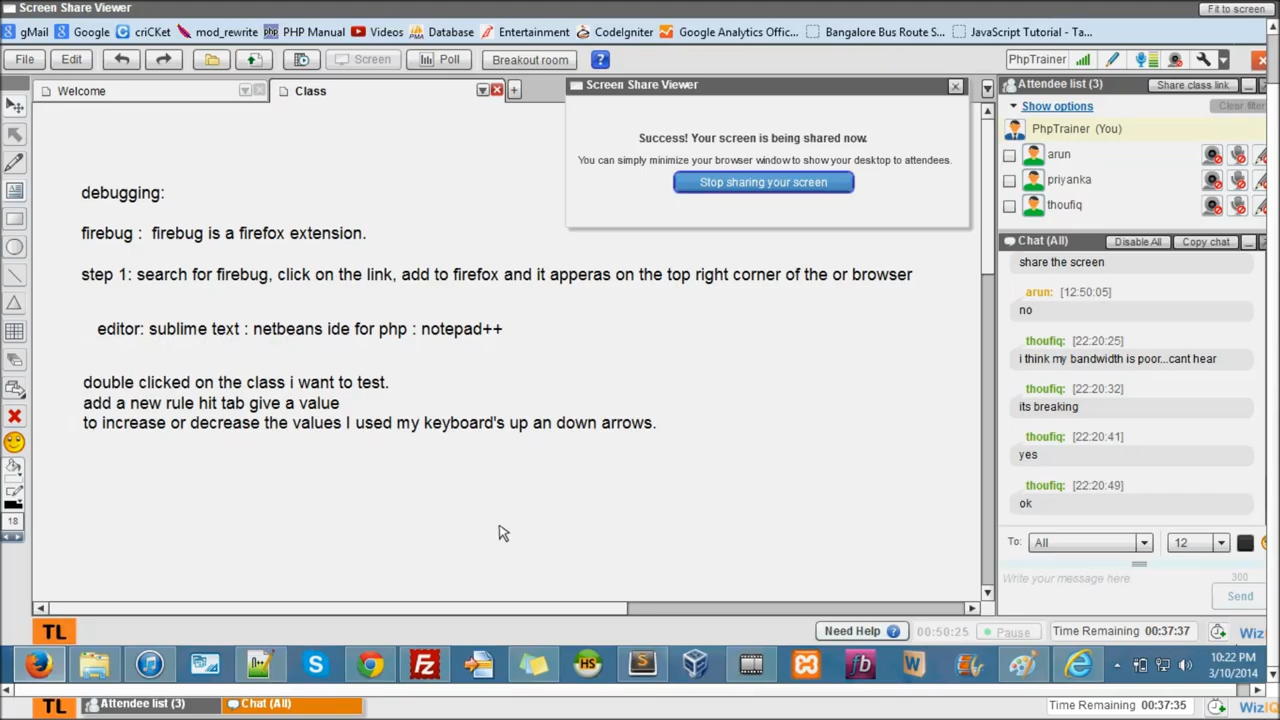 Screen Share Viewer
Fit to screen
gMail
Google
criCKet
mod_rewrite
PHP Manual
Videos
Database
Entertainment
CodeIgniter
Google Analytics Offic...
Bangalore Bus Route S...
JavaScript Tutorial - Ta...
File
Edit
Screen
Poll
Breakout room
PhpTrainer
Welcome
Class
Screen Share Viewer
Success! Your screen is being shared now.
You can simply minimize your browser window to show your desktop to attendees.
Stop sharing your screen
debugging:
firebug : firebug is a firefox extension.
step 1: search for firebug, click on the link, add to firefox and it apperas on the top right corner of the or browser
editor: sublime text : netbeans ide for php : notepad++
double clicked on the class i want to test.
add a new rule hit tab give a value
to increase or decrease the values I used my keyboard's up an down arrows.
18
Attendee list (3)
Share class link
Show options
Clear filter
PhpTrainer (You)
arun
priyanka
thoufiq
Chat (All)
Disable All
Copy chat
share the screen
arun: [12:50:05]
no
thoufiq: [22:20:25]
i think my bandwidth is poor...cant hear
thoufiq: [22:20:32]
its breaking
thoufiq: [22:20:41]
yes
thoufiq: [22:20:49]
ok
To: All 12
Write your message here
300
Send
TL
Need Help ?
00:50:25
Pause
Time Remaining 00:37:37
Wiz
10:22 PM
3/10/2014
TL
Attendee list (3)
Chat (All)
Time Remaining 00:37:35
WizIQ